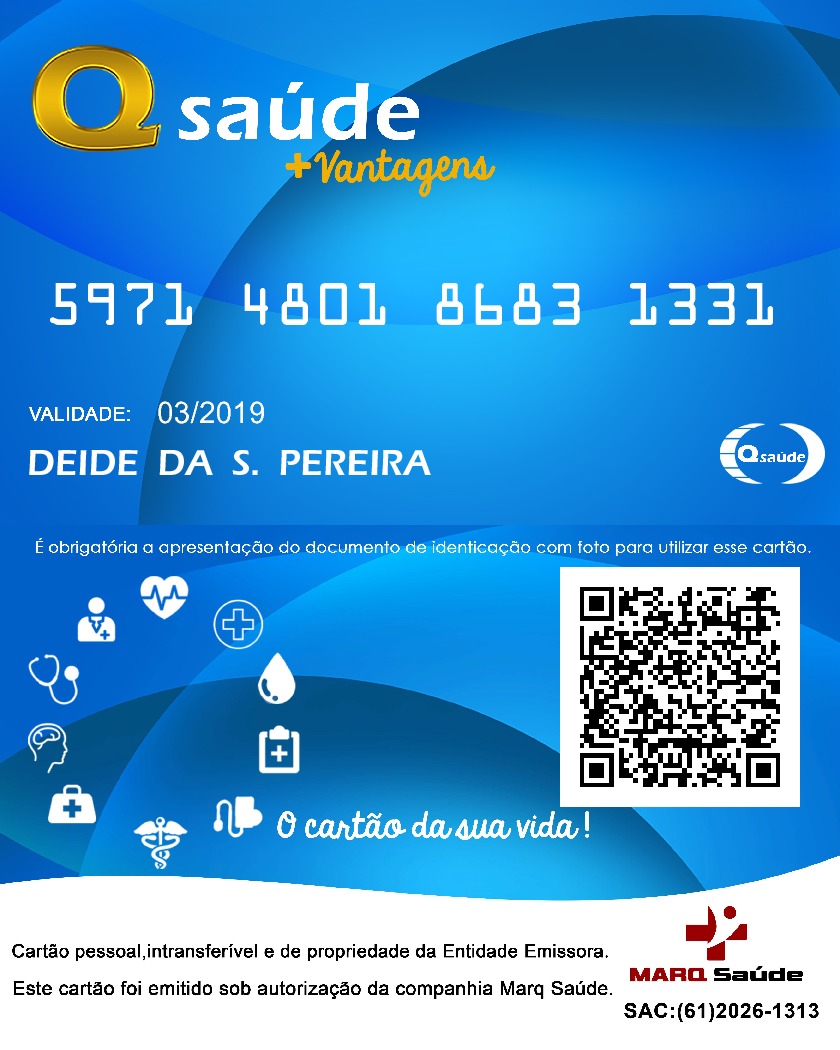 Q saúde
+Vantagens
5971 4801 8683 1331
VALIDADE: 03/2019
DEIDE DA S. PEREIRA
Qsaúde
É obrigatória a apresentação do documento de identicação com foto para utilizar esse cartão.
O cartão da sua vida !
Cartão pessoal,intransferível e de propriedade da Entidade Emissora.
Este cartão foi emitido sob autorização da companhia Marq Saúde.
MARQ Saúde
SAC:(61)2026-1313